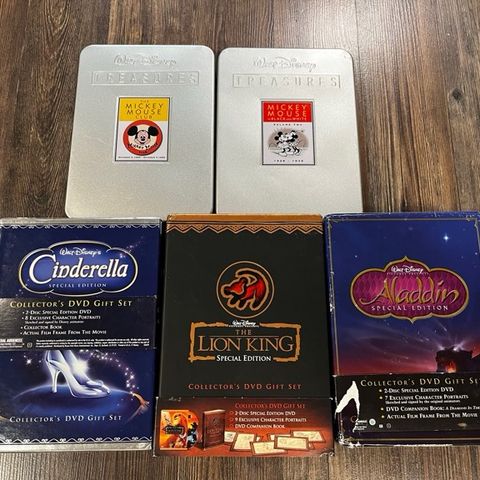 Walt Disney
TREASURES
THE
MICKEY
MOUSE
CLUB
Walt Disney
TREASURES
MICKEY
MOUSE
IN BLACK AND WHITE
VOLUME TWO
1928 - 1935
Walt Disney's
Cinderella
SPECIAL EDITION
COLLECTOR'S DVD GIFT SET
• 2-DISC SPECIAL EDITION DVD
• 8 EXCLUSIVE CHARACTER PORTRAITS
• COLLECTOR BOOK
• ACTUAL FILM FRAME FROM THE MOVIE
COLLECTOR'S DVD GIFT SET
Walt Disney
THE
LION KING
SPECIAL EDITION
COLLECTOR'S DVD GIFT SET
• 2-DISC SPECIAL EDITION DVD
• 9 EXCLUSIVE CHARACTER PORTRAITS
• DVD COMPANION BOOK
Walt Disney
Aladdin
SPECIAL EDITION
COLLECTOR'S DVD GIFT SET
• 2-DISC SPECIAL EDITION DVD
• 7 EXCLUSIVE CHARACTER PORTRAITS
• DVD COMPANION BOOK: A DIAMOND IN THE
• ACTUAL FILM FRAME FROM THE MOVIE